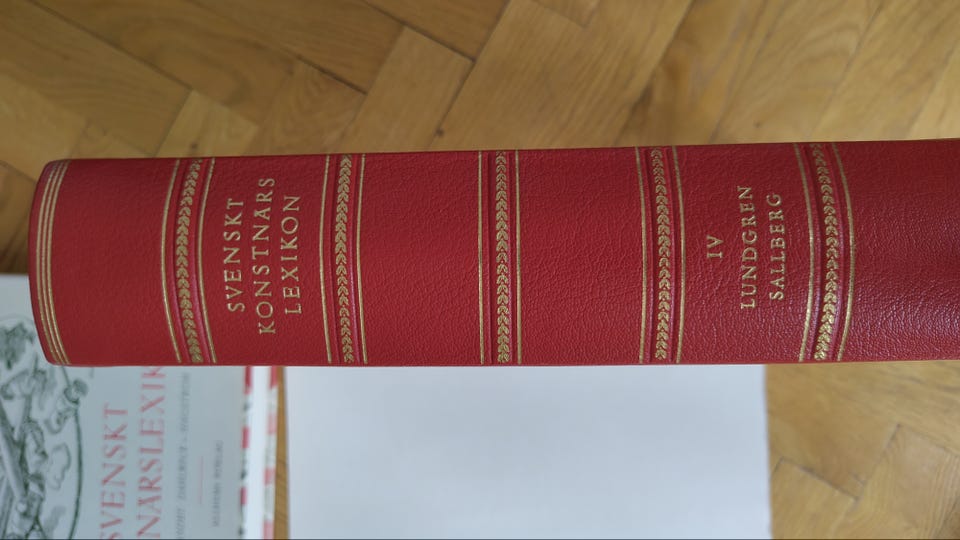 SVENSKT
KONSTNÄRS
LEXIKON
IV
LUNDGREN
SALLBERG
SVENSKT
NÄRSLEXIK